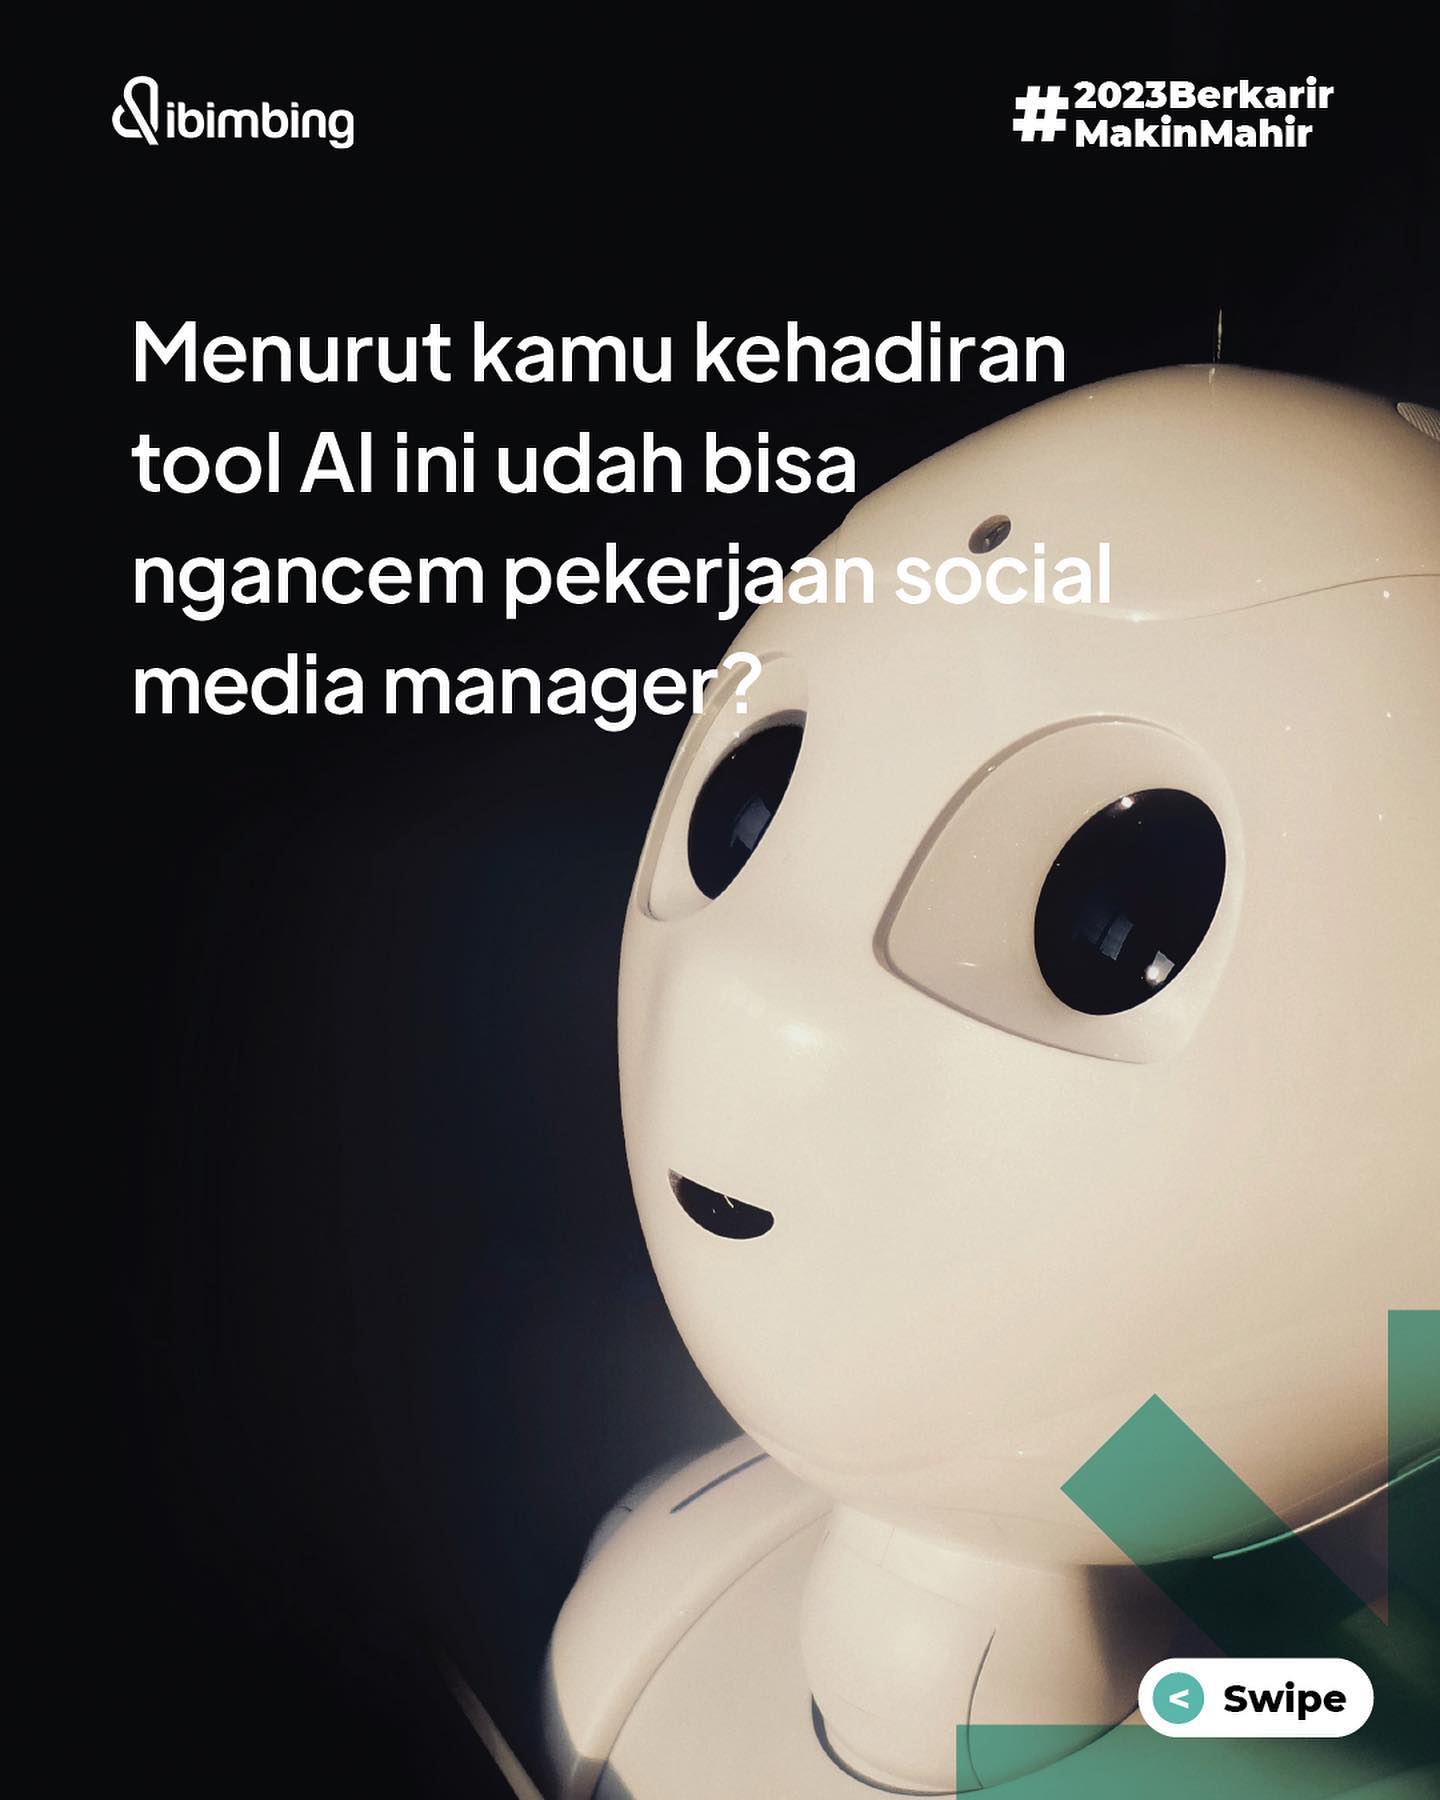 ibimbing
#2023Berkarir
MakinMahir
Menurut kamu kehadiran
tool AI ini udah bisa
ngancem pekerjaan social
media manager?
< Swipe